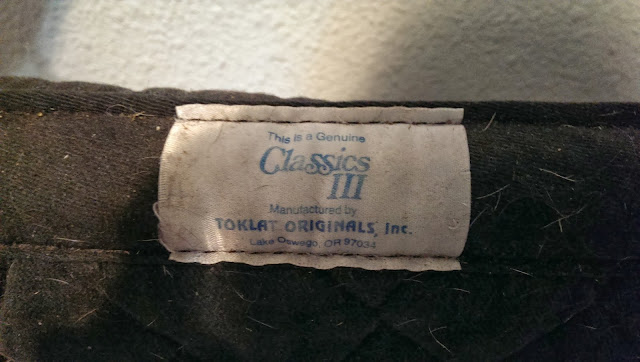 This is a Genuine
Classics
III
Manufactured by
TOKLAT ORIGINALS, Inc.
Lake Oswego, OR 97034